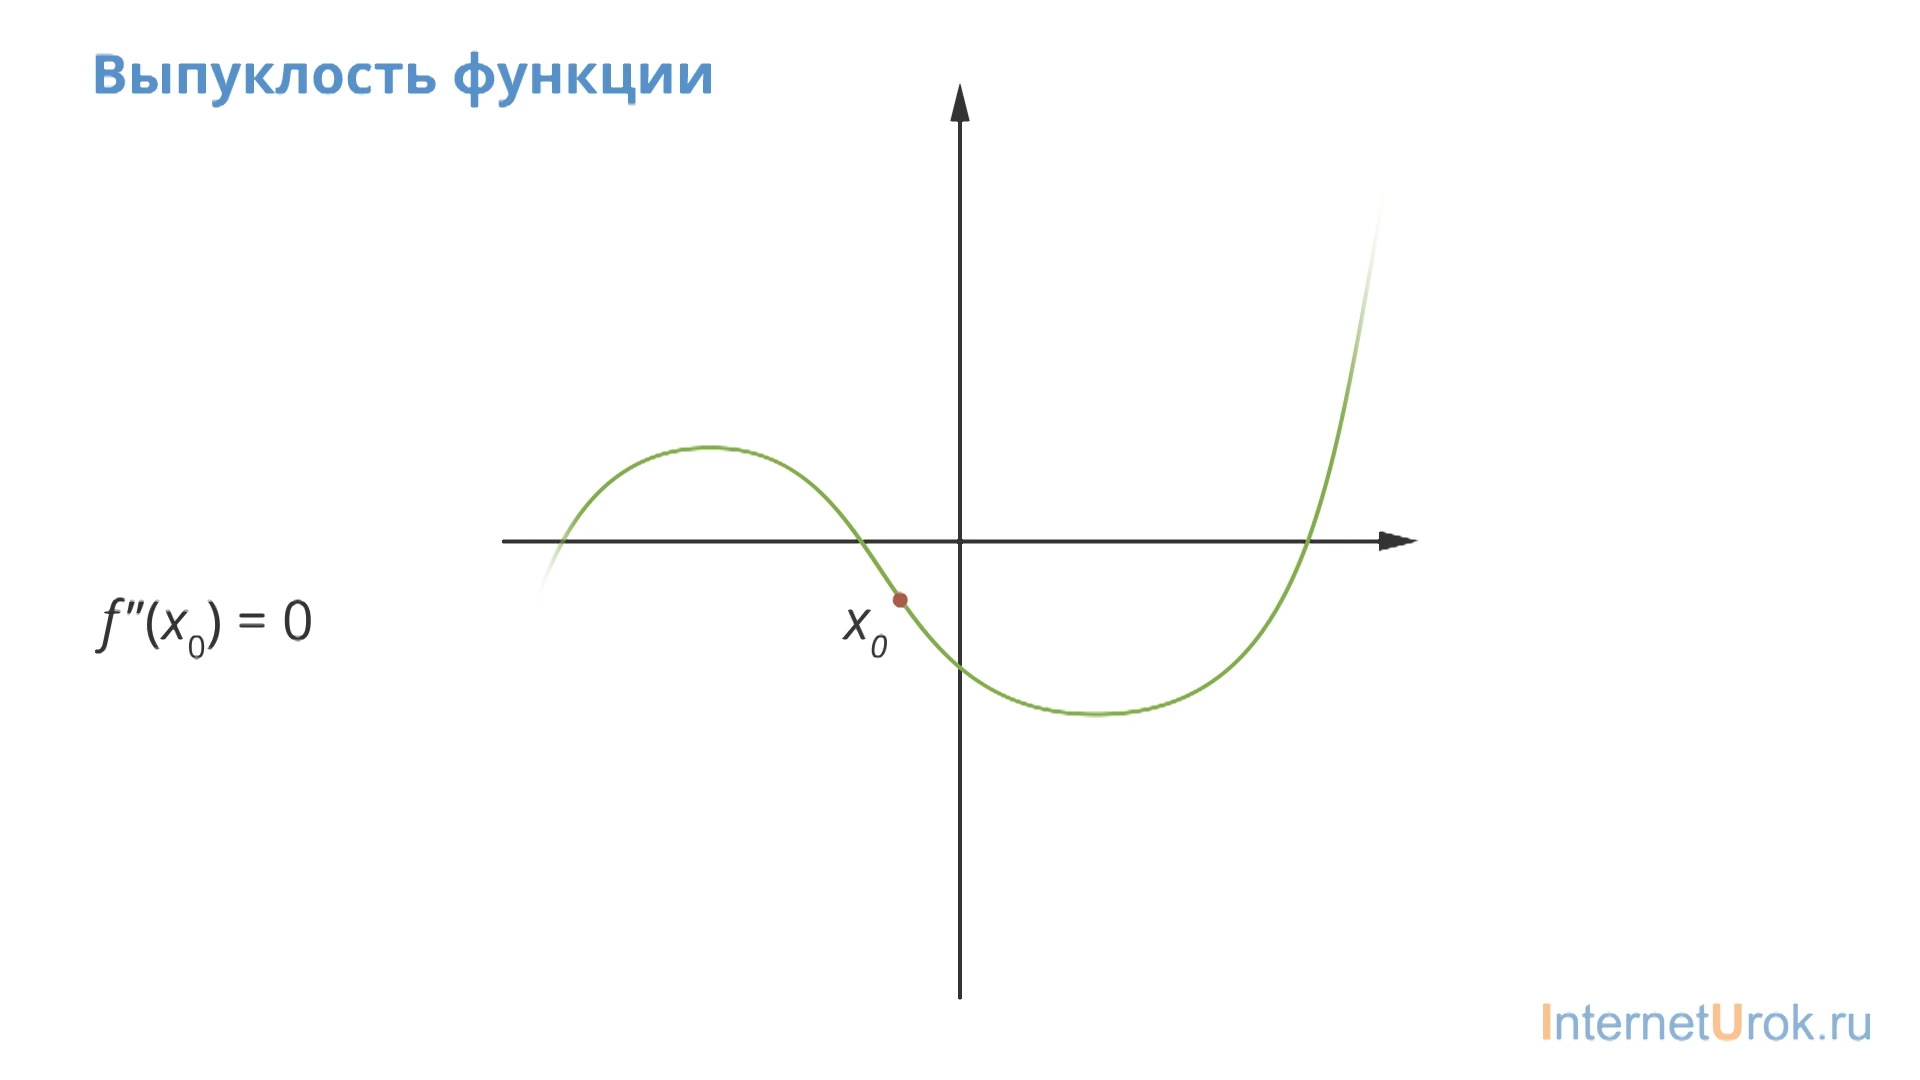 Выпуклость функции
f″(x₀) = 0
x₀
InternetUrok.ru